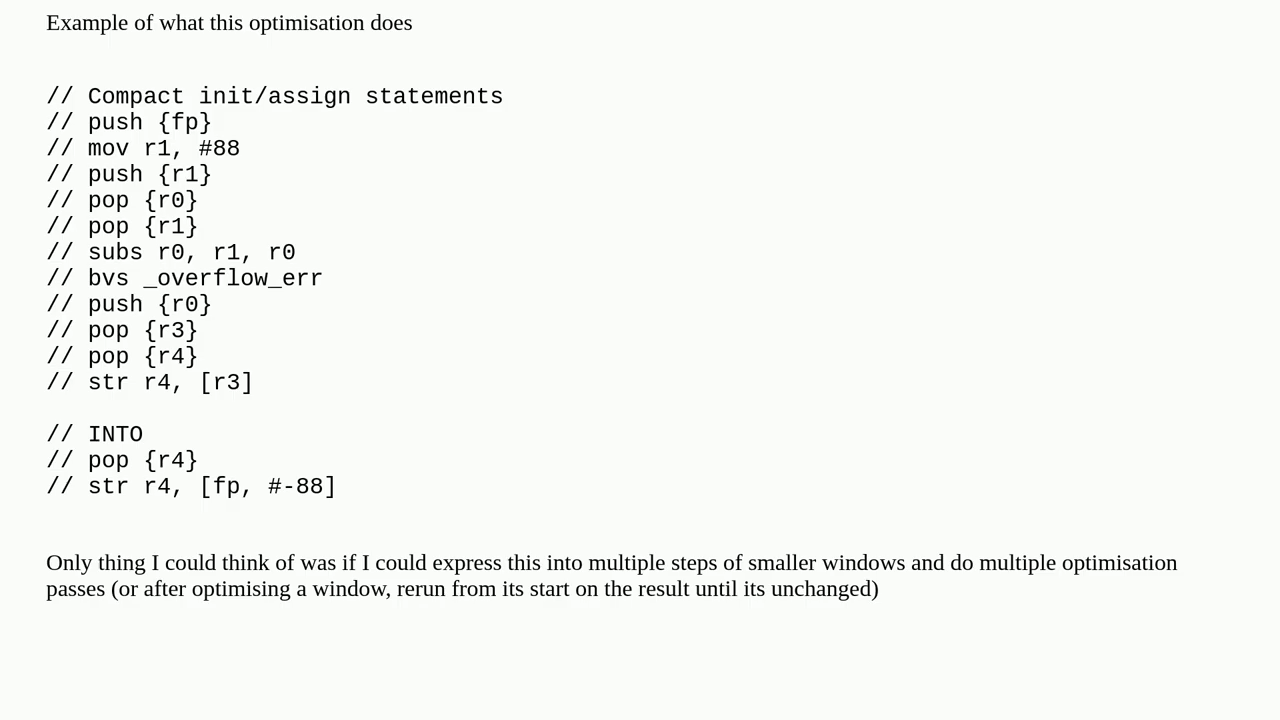 Example of what this optimisation does
// Compact init/assign statements
// push {fp}
// mov r1, #88
// push {r1}
// pop {r0}
// pop {r1}
// subs r0, r1, r0
// bvs _overflow_err
// push {r0}
// pop {r3}
// pop {r4}
// str r4, [r3]
// INTO
// pop {r4}
// str r4, [fp, #-88]
Only thing I could think of was if I could express this into multiple steps of smaller windows and do multiple optimisation
passes (or after optimising a window, rerun from its start on the result until its unchanged)